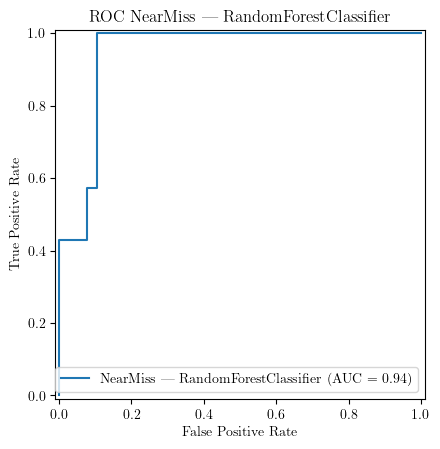 ROC NearMiss — RandomForestClassifier
1.0
0.8
0.6
0.4
0.2
0.0
True Positive Rate
NearMiss — RandomForestClassifier (AUC = 0.94)
0.0 0.2 0.4 0.6 0.8 1.0
False Positive Rate